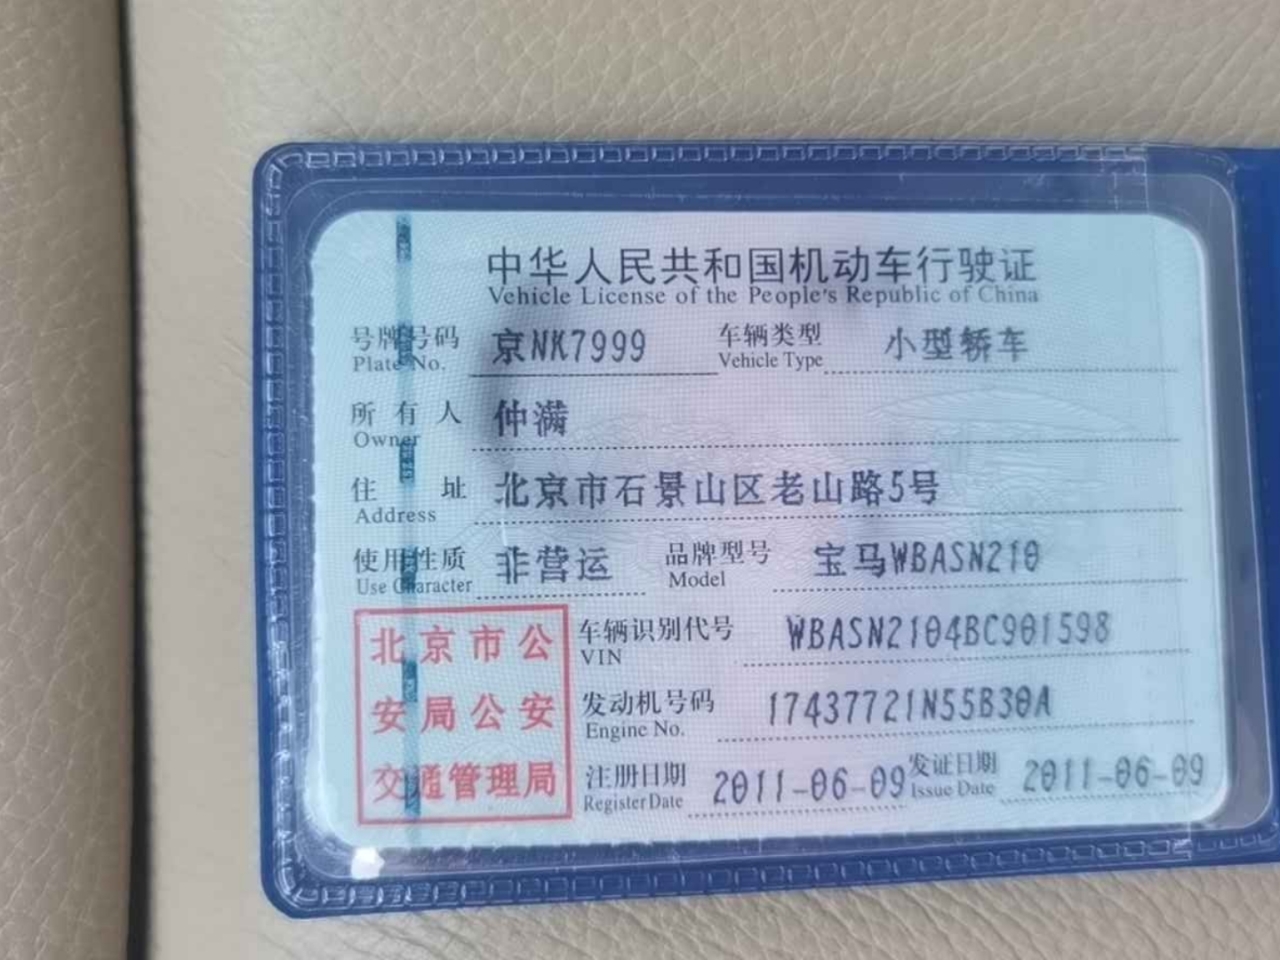 中华人民共和国机动车行驶证
Vehicle License of the People's Republic of China
号牌号码 京NK7999 车辆类型 小型轿车
Plate No. Vehicle Type
所有人 仲满
Owner
住址 北京市石景山区老山路5号
Address
使用性质 非营运 品牌型号 宝马WBASN210
Use Character Model
北京市公 车辆识别代号 WBASN2104BC901598
VIN
安局公安 发动机号码 17437721N55B30A
Engine No.
交通管理局 注册日期 2011-06-09 发证日期 2011-06-09
Register Date Issue Date